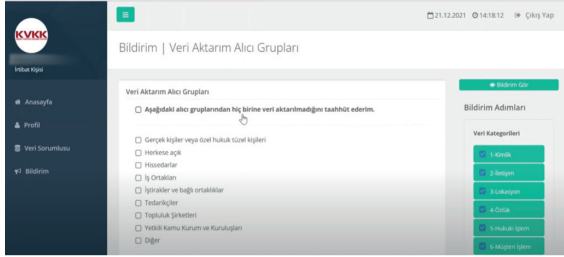 KVKK
İrtibat Kişisi
Anasayfa
Profil
Veri Sorumlusu
Bildirim
21.12.2021 14:18:12 Çıkış Yap
Bildirim | Veri Aktarım Alıcı Grupları
Veri Aktarım Alıcı Grupları
Aşağıdaki alıcı gruplarından hiç birine veri aktarılmadığını taahhüt ederim.
Gerçek kişiler veya özel hukuk tüzel kişileri
Herkese açık
Hissedarlar
İş Ortakları
İştirakler ve bağlı ortaklıklar
Tedarikçiler
Topluluk Şirketleri
Yetkili Kamu Kurum ve Kuruluşları
Diğer
Bildirim Gör
Bildirim Adımları
Veri Kategorileri
1-Kimlik
2-İletişim
3-Lokasyon
4-Özlük
5-Hukuki İşlem
6-Müşteri İşlem